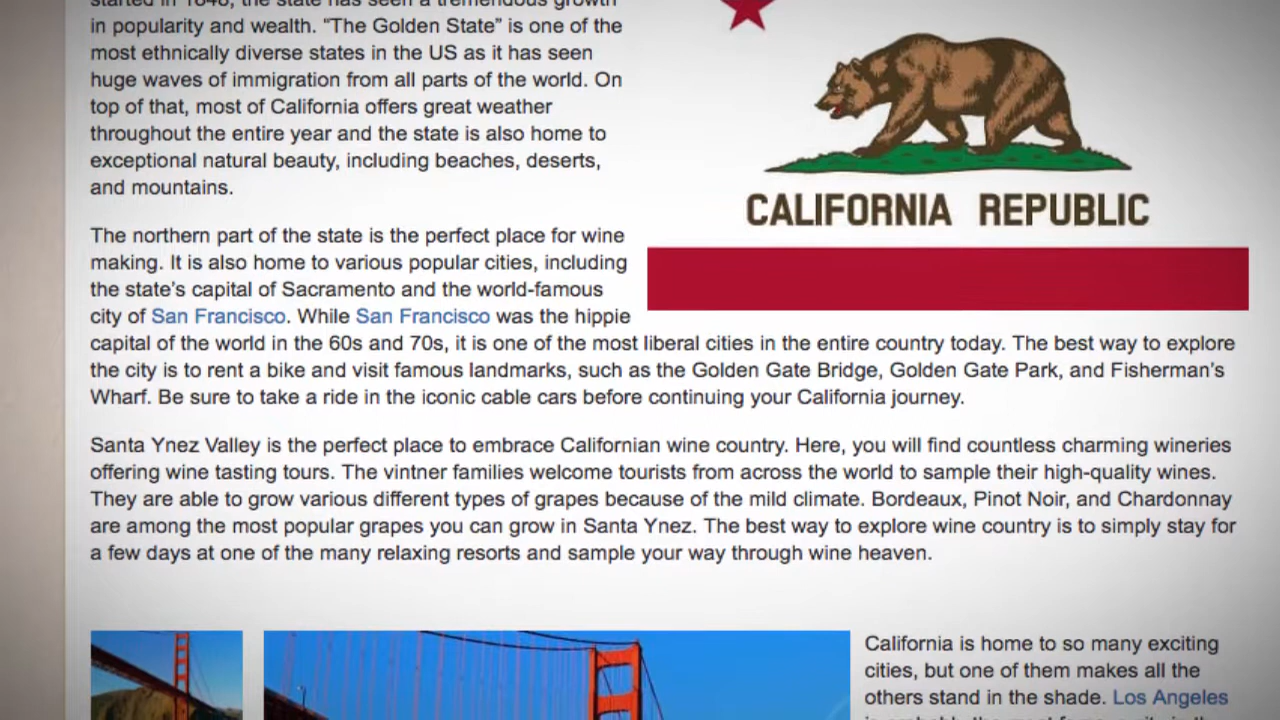 started in 1848, the state has seen a tremendous growth
in popularity and wealth. “The Golden State” is one of the
most ethnically diverse states in the US as it has seen
huge waves of immigration from all parts of the world. On
top of that, most of California offers great weather
throughout the entire year and the state is also home to
exceptional natural beauty, including beaches, deserts,
and mountains.
CALIFORNIA REPUBLIC
The northern part of the state is the perfect place for wine
making. It is also home to various popular cities, including
the state’s capital of Sacramento and the world-famous
city of San Francisco. While San Francisco was the hippie
capital of the world in the 60s and 70s, it is one of the most liberal cities in the entire country today. The best way to explore
the city is to rent a bike and visit famous landmarks, such as the Golden Gate Bridge, Golden Gate Park, and Fisherman’s
Wharf. Be sure to take a ride in the iconic cable cars before continuing your California journey.
Santa Ynez Valley is the perfect place to embrace Californian wine country. Here, you will find countless charming wineries
offering wine tasting tours. The vintner families welcome tourists from across the world to sample their high-quality wines.
They are able to grow various different types of grapes because of the mild climate. Bordeaux, Pinot Noir, and Chardonnay
are among the most popular grapes you can grow in Santa Ynez. The best way to explore wine country is to simply stay for
a few days at one of the many relaxing resorts and sample your way through wine heaven.
California is home to so many exciting
cities, but one of them makes all the
others stand in the shade. Los Angeles